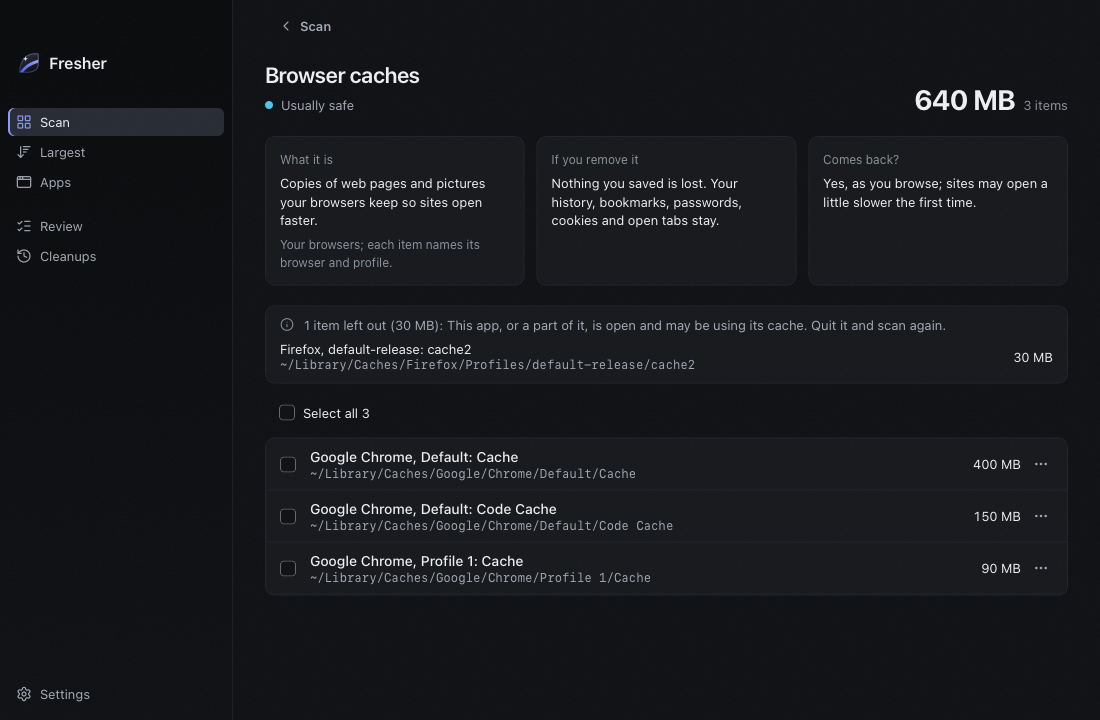 Scan
Fresher
Scan
Largest
Apps
Review
Cleanups
Settings
Browser caches
Usually safe
640 MB 3 items
What it is
Copies of web pages and pictures
your browsers keep so sites open
faster.
Your browsers; each item names its
browser and profile.
If you remove it
Nothing you saved is lost. Your
history, bookmarks, passwords,
cookies and open tabs stay.
Comes back?
Yes, as you browse; sites may open a
little slower the first time.
1 item left out (30 MB): This app, or a part of it, is open and may be using its cache. Quit it and scan again.
Firefox, default-release: cache2
~/Library/Caches/Firefox/Profiles/default-release/cache2
30 MB
Select all 3
Google Chrome, Default: Cache
~/Library/Caches/Google/Chrome/Default/Cache
400 MB
Google Chrome, Default: Code Cache
~/Library/Caches/Google/Chrome/Default/Code Cache
150 MB
Google Chrome, Profile 1: Cache
~/Library/Caches/Google/Chrome/Profile 1/Cache
90 MB